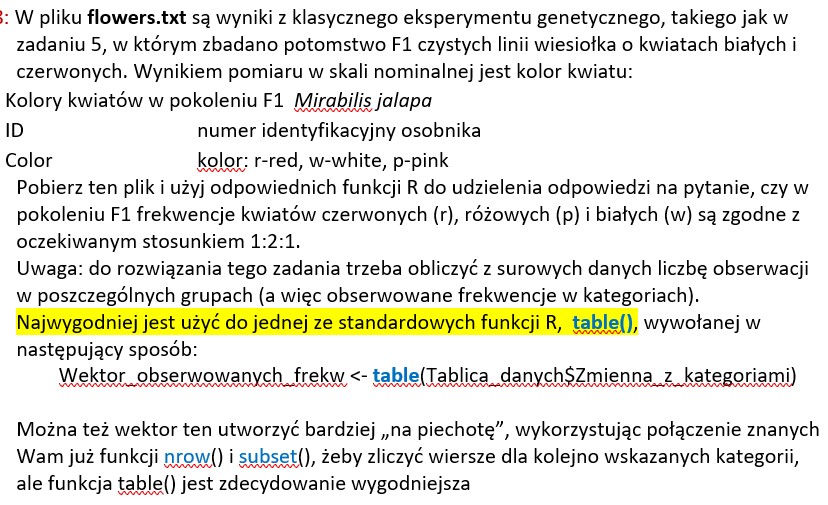 3: W pliku flowers.txt są wyniki z klasycznego eksperymentu genetycznego, takiego jak w
zadaniu 5, w którym zbadano potomstwo F1 czystych linii wiesiołka o kwiatach białych i
czerwonych. Wynikiem pomiaru w skali nominalnej jest kolor kwiatu:
Kolory kwiatów w pokoleniu F1 Mirabilis jalapa
ID numer identyfikacyjny osobnika
Color kolor: r-red, w-white, p-pink
Pobierz ten plik i użyj odpowiednich funkcji R do udzielenia odpowiedzi na pytanie, czy w
pokoleniu F1 frekwencje kwiatów czerwonych (r), różowych (p) i białych (w) są zgodne z
oczekiwanym stosunkiem 1:2:1.
Uwaga: do rozwiązania tego zadania trzeba obliczyć z surowych danych liczbę obserwacji
w poszczególnych grupach (a więc obserwowane frekwencje w kategoriach).
Najwygodniej jest użyć do jednej ze standardowych funkcji R, table(), wywołanej w
następujący sposób:
Wektor_obserwowanych_frekw <- table(Tablica_danych$Zmienna_z_kategoriami)
Można też wektor ten utworzyć bardziej „na piechotę”, wykorzystując połączenie znanych
Wam już funkcji nrow() i subset(), żeby zliczyć wiersze dla kolejno wskazanych kategorii,
ale funkcja table() jest zdecydowanie wygodniejsza